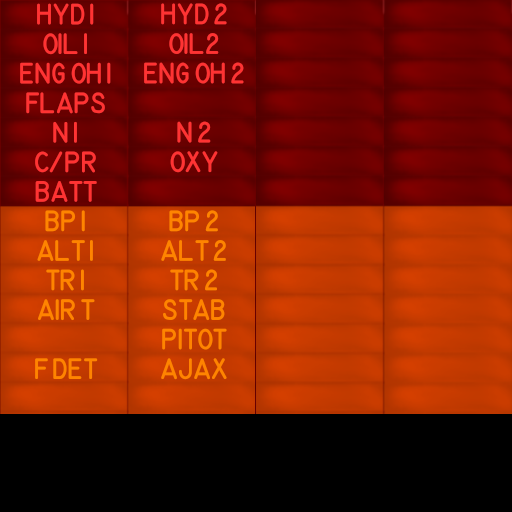 HYD1 HYD2
OIL1 OIL2
ENG OH1 ENG OH2
FLAPS
N1 N2
C/PR OXY
BATT
BP1 BP2
ALT1 ALT2
TR1 TR2
AIR T STAB
PITOT
F DET AJAX